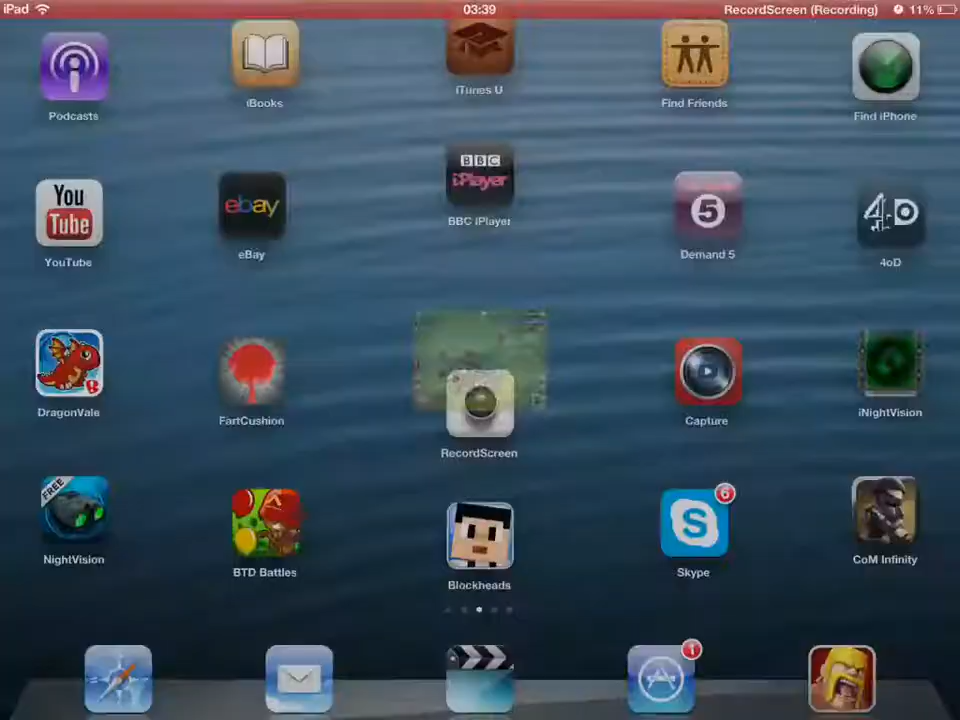 iPad 03:39 RecordScreen (Recording) 11%
Podcasts iBooks iTunes U Find Friends Find iPhone
You Tube ebay BBC iPlayer 5 4oD
YouTube eBay BBC iPlayer Demand 5 4oD
DragonVale FartCushion RecordScreen Capture iNightVision
FREE 6
NightVision BTD Battles Blockheads Skype CoM Infinity
1